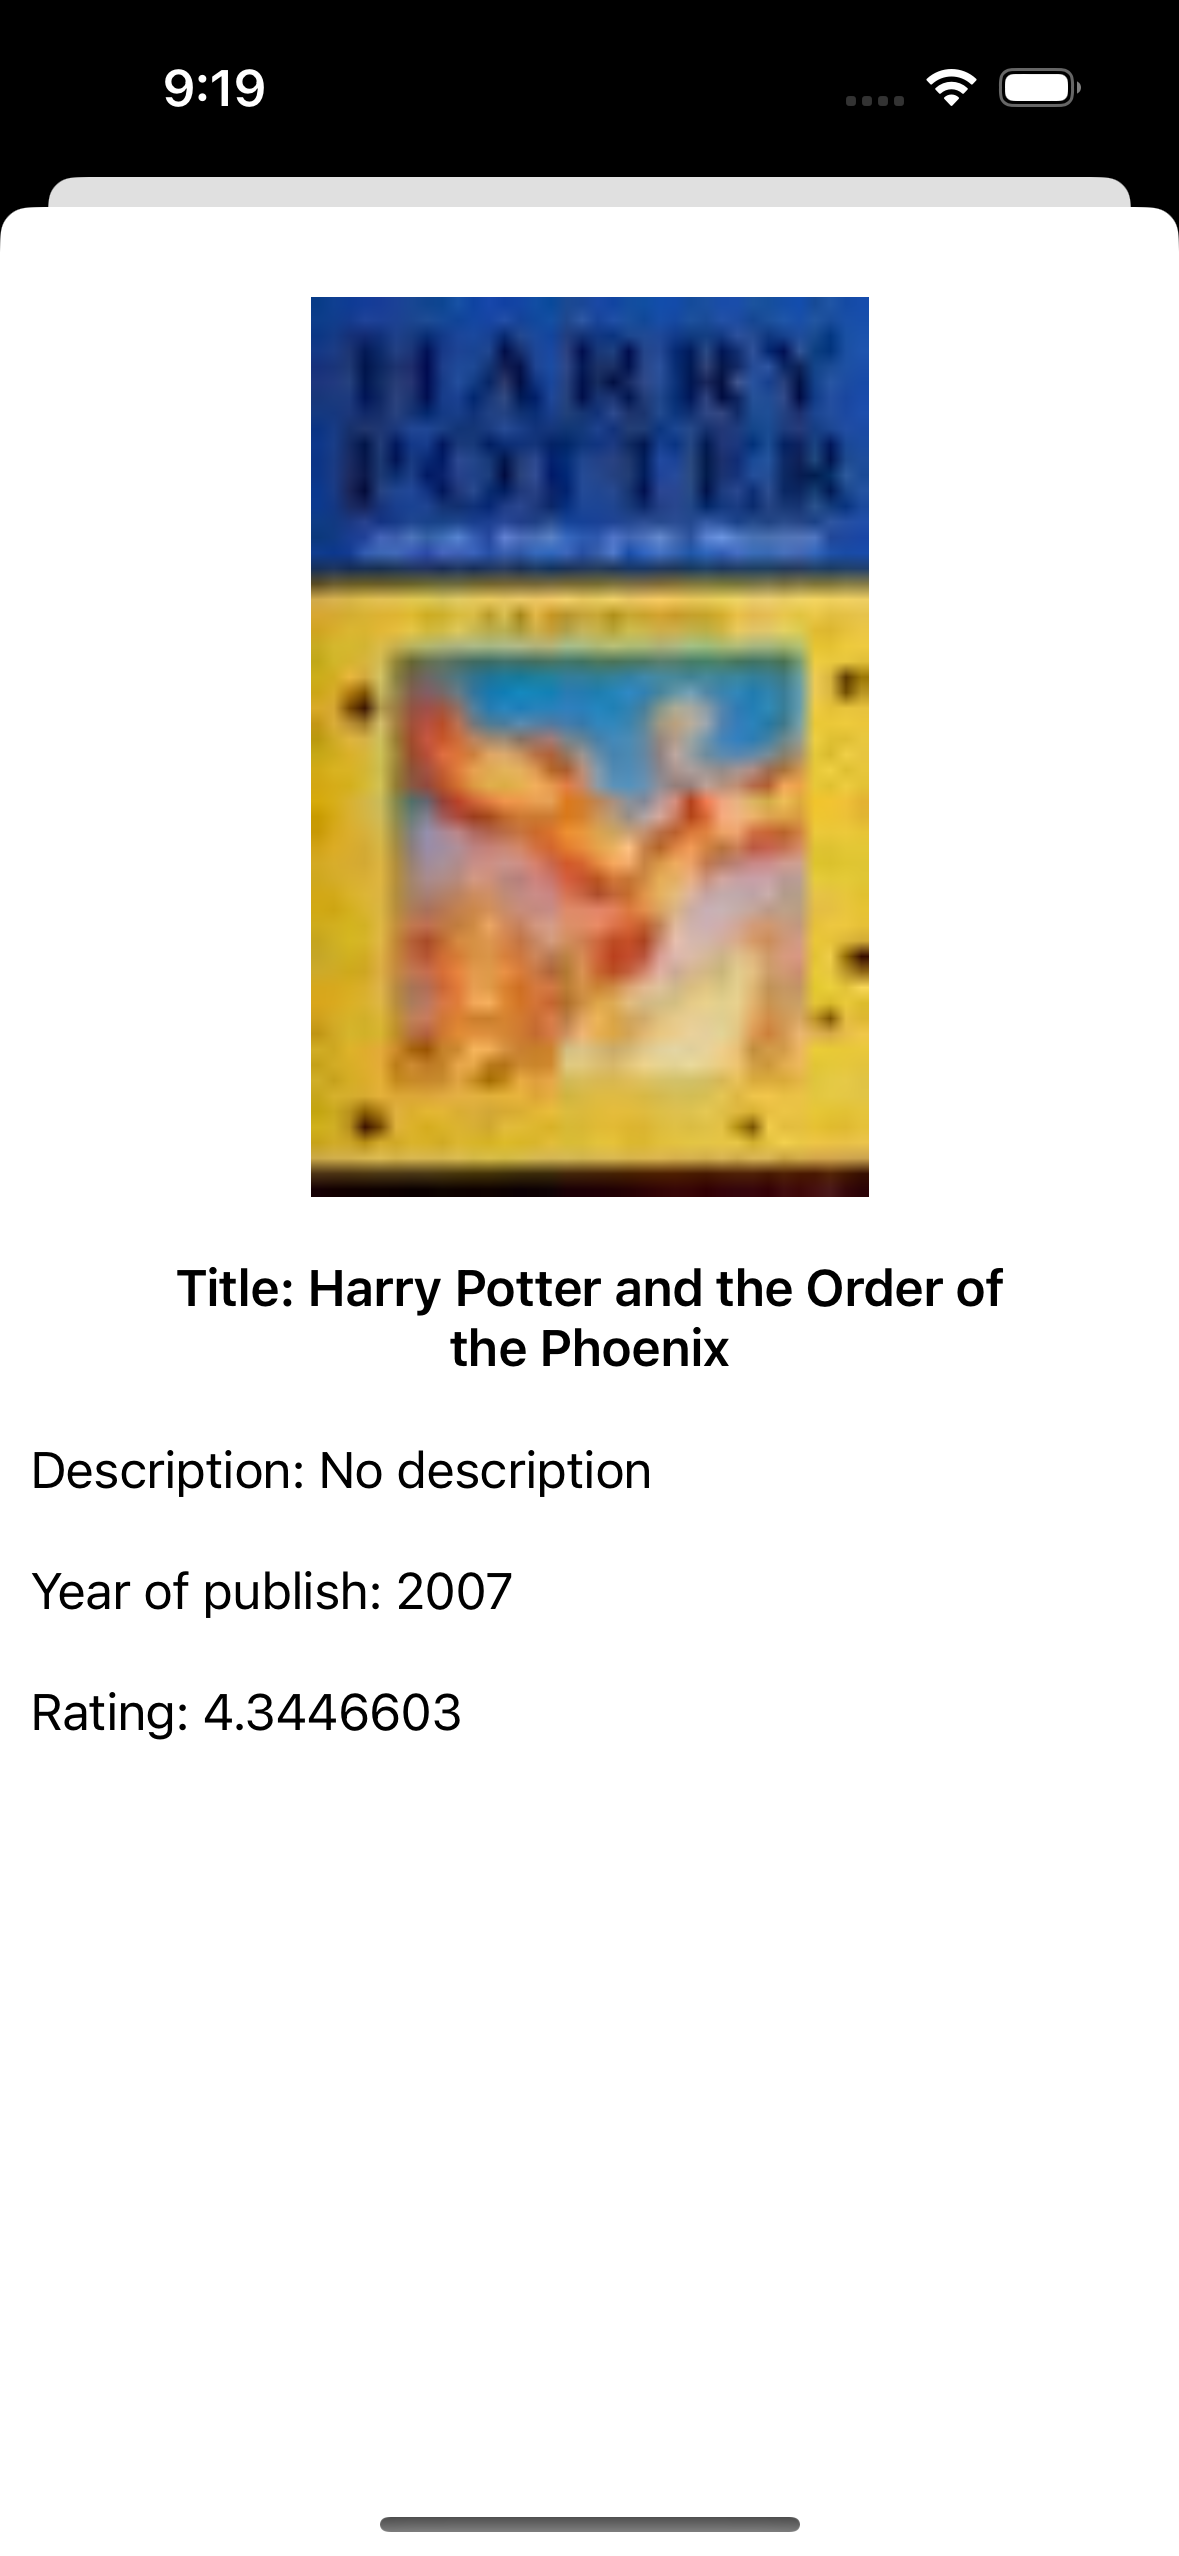 9:19
HARRY
POTTER
Title: Harry Potter and the Order of
the Phoenix
Description: No description
Year of publish: 2007
Rating: 4.3446603